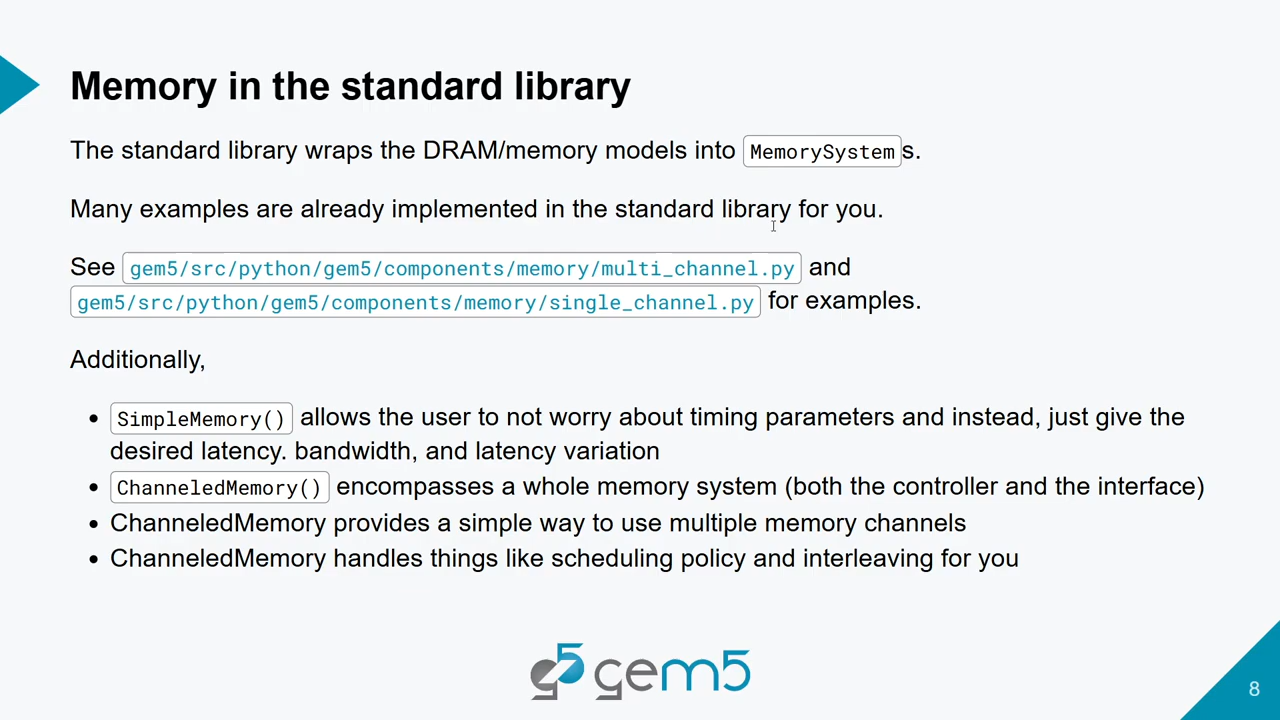 Memory in the standard library
The standard library wraps the DRAM/memory models into MemorySystems.
Many examples are already implemented in the standard library for you.
See gem5/src/python/gem5/components/memory/multi_channel.py and
gem5/src/python/gem5/components/memory/single_channel.py for examples.
Additionally,
• SimpleMemory() allows the user to not worry about timing parameters and instead, just give the
desired latency. bandwidth, and latency variation
• ChanneledMemory() encompasses a whole memory system (both the controller and the interface)
• ChanneledMemory provides a simple way to use multiple memory channels
• ChanneledMemory handles things like scheduling policy and interleaving for you
g5 gem5
8